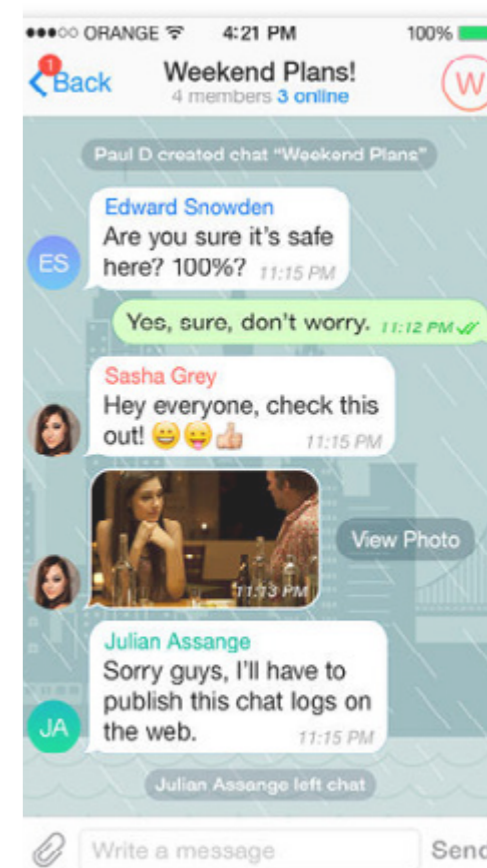 ORANGE 4:21 PM 100%
1
Back Weekend Plans! W
4 members 3 online
Paul D created chat “Weekend Plans”
Edward Snowden
Are you sure it's safe
ES
here? 100%? 11:15 PM
Yes, sure, don't worry. 11:12 PM
Sasha Grey
Hey everyone, check this
out! 😄😛👍 11:15 PM
View Photo
11:13 PM
Julian Assange
Sorry guys, I'll have to
publish this chat logs on
JA
the web. 11:15 PM
Julian Assange left chat
Write a message Send